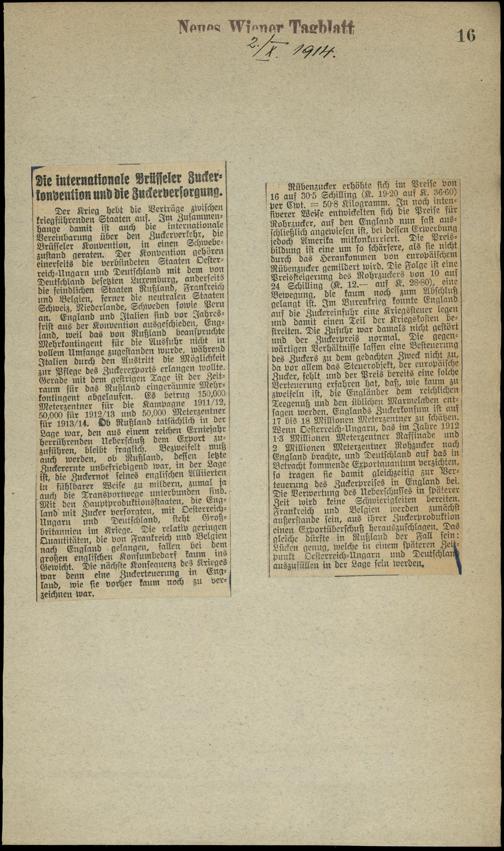 Neues Wiener Tagblatt
2./X. 1914.
16
Die internationale Brüsseler Zucker-
konvention und die Zuckerversorgung.
Der Krieg hebt die Verträge zwischen
kriegführenden Staaten auf. Im Zusammen-
hange damit ist auch die internationale
Vereinbarung über den Zuckerverkehr, die
Brüsseler Konvention, in einen Schwebe-
zustand geraten. Der Konvention gehören
einerseits die verbündeten Staaten Oester-
reich-Ungarn und Deutschland mit dem von
Deutschland besetzten Luxemburg, anderseits
die feindlichen Staaten Rußland, Frankreich
und Belgien, ferner die neutralen Staaten
Schweiz, Niederlande, Schweden sowie Peru
an. England und Italien sind vor Jahres-
frist aus der Konvention ausgeschieden, Eng-
land, weil das von Rußland beanspruchte
Mehrkontingent für die Ausfuhr nicht in
vollem Umfange zugestanden wurde, während
Italien durch den Austritt die Möglichkeit
zur Pflege des Zuckerexports erlangen wollte.
Gerade mit dem gestrigen Tage ist der Zeit-
raum für das Rußland eingeräumte Mehr-
kontingent abgelaufen. Es betrug 150,000
Meterzentner für die Kampagne 1911/12,
50,000 für 1912/13 und 50,000 Meterzentner
für 1913/14. Ob Rußland tatsächlich in der
Lage war, den aus einem reichen Erntejahr
herrührenden Ueberschuß dem Export zu-
zuführen, bleibt fraglich. Bezweifelt muß
auch werden, ob Rußland, dessen letzte
Zuckerernte unbefriedigend war, in der Lage
ist, die Zuckernot seines englischen Alliierten
in fühlbarer Weise zu mildern, zumal ja
auch die Transportwege unterbunden sind.
Mit den Hauptproduktionsstaaten, die Eng-
land mit Zucker versorgten, mit Oesterreich-
Ungarn und Deutschland, steht Groß-
britannien im Kriege. Die relativ geringen
Quantitäten, die von Frankreich und Belgien
nach England gelangen, fallen bei dem
großen englischen Konsumbedarf kaum ins
Gewicht. Die nächste Konsequenz des Krieges
war denn eine Zuckerteuerung in Eng-
land, wie sie vorher kaum noch zu ver-
zeichnen war.
Rübenzucker erhöhte sich im Preise von
16 auf 30·5 Schilling (K. 19·20 auf K. 36·60)
per Cwt. = 50·8 Kilogramm. In noch inten-
siverer Weise entwickelten sich die Preise für
Rohrzucker, auf den England nun fast aus-
schließlich angewiesen ist, bei dessen Erwerbung
jedoch Amerika mitkonkurriert. Die Preis-
bildung ist eine um so schärfere, als sie nicht
durch das Herankommen von europäischem
Rübenzucker gemildert wird. Die Folge ist eine
Preissteigerung des Rohrzuckers von 10 auf
24 Schilling (K. 12.— auf K. 28·80), eine
Bewegung, die kaum noch zum Abschluß
gelangt ist. Im Burenkrieg konnte England
auf die Zuckereinfuhr eine Kriegssteuer legen
und damit einen Teil der Kriegskosten be-
streiten. Die Zufuhr war damals nicht gestört
und der Zuckerpreis normal. Die gegen-
wärtigen Verhältnisse lassen eine Besteuerung
des Zuckers zu dem gedachten Zweck nicht zu,
da vor allem das Steuerobjekt, der europäische
Zucker, fehlt und der Preis bereits eine solche
Verteuerung erfahren hat, daß, wie kaum zu
zweifeln ist, die Engländer dem reichlichen
Teegenuß und den üblichen Marmeladen ent-
sagen werden. Englands Zuckerkonsum ist auf
17 bis 18 Millionen Meterzentner zu schätzen.
Wenn Oesterreich-Ungarn, das im Jahre 1912
1·3 Millionen Meterzentner Raffinade und
2 Millionen Meterzentner Rohzucker nach
England brachte, und Deutschland auf das in
Betracht kommende Exportquantum verzichten,
so tragen sie damit gleichzeitig zur Ver-
teuerung des Zuckerpreises in England bei.
Die Verwertung des Ueberschusses in späterer
Zeit wird keine Schwierigkeiten bereiten.
Frankreich und Belgien werden zunächst
außerstande sein, aus ihrer Zuckerproduktion
einen Exportüberschuß herauszuschlagen. Das
gleiche dürfte in Rußland der Fall sein:
Lücken genug, welche in einem späteren Zeit-
punkt Oesterreich-Ungarn und Deutschland
auszufüllen in der Lage sein werden.